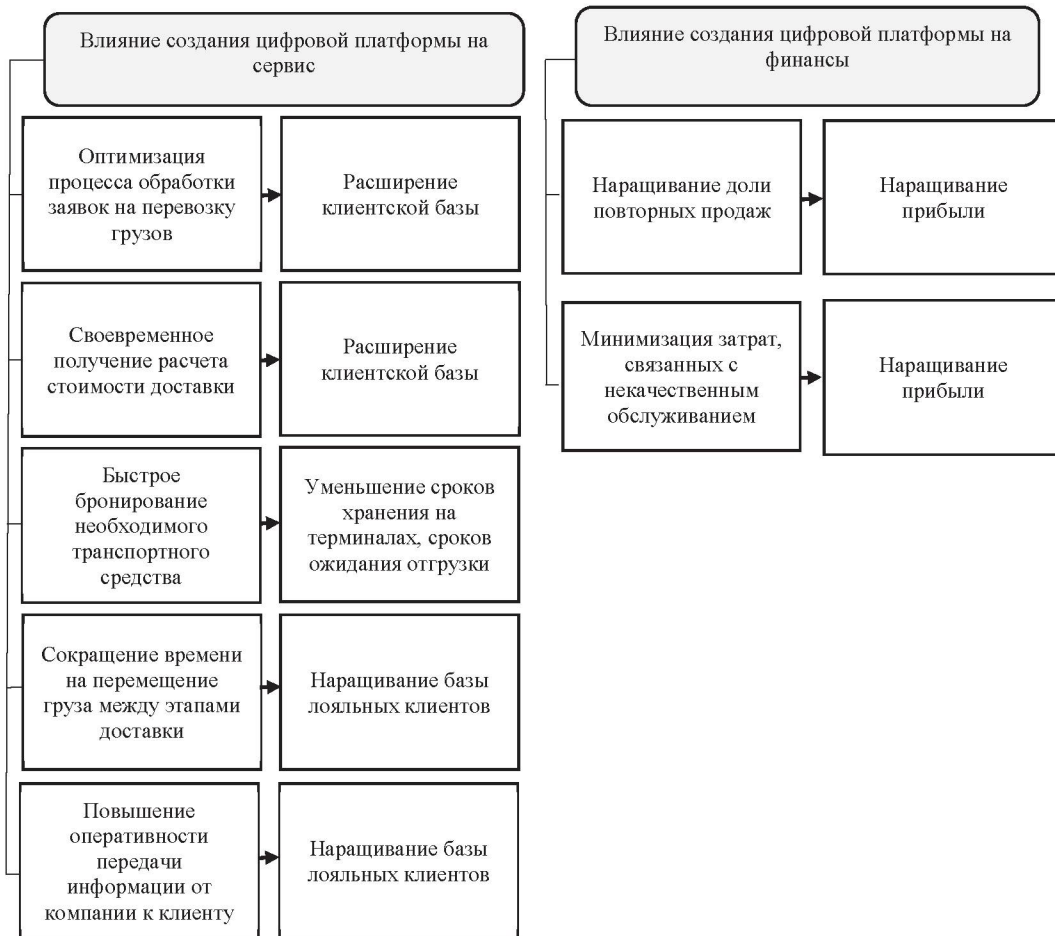 Влияние создания цифровой платформы на
сервис
Оптимизация
процесса обработки
заявок на перевозку
грузов
Расширение
клиентской базы
Своевременное
получение расчета
стоимости доставки
Расширение
клиентской базы
Быстрое
бронирование
необходимого
транспортного
средства
Уменьшение сроков
хранения на
терминалах, сроков
ожидания отгрузки
Сокращение времени
на перемещение
груза между этапами
доставки
Наращивание базы
лояльных клиентов
Повышение
оперативности
передачи
информации от
компании к клиенту
Наращивание базы
лояльных клиентов
Влияние создания цифровой платформы на
финансы
Наращивание доли
повторных продаж
Наращивание
прибыли
Минимизация затрат,
связанных с
некачественным
обслуживанием
Наращивание
прибыли